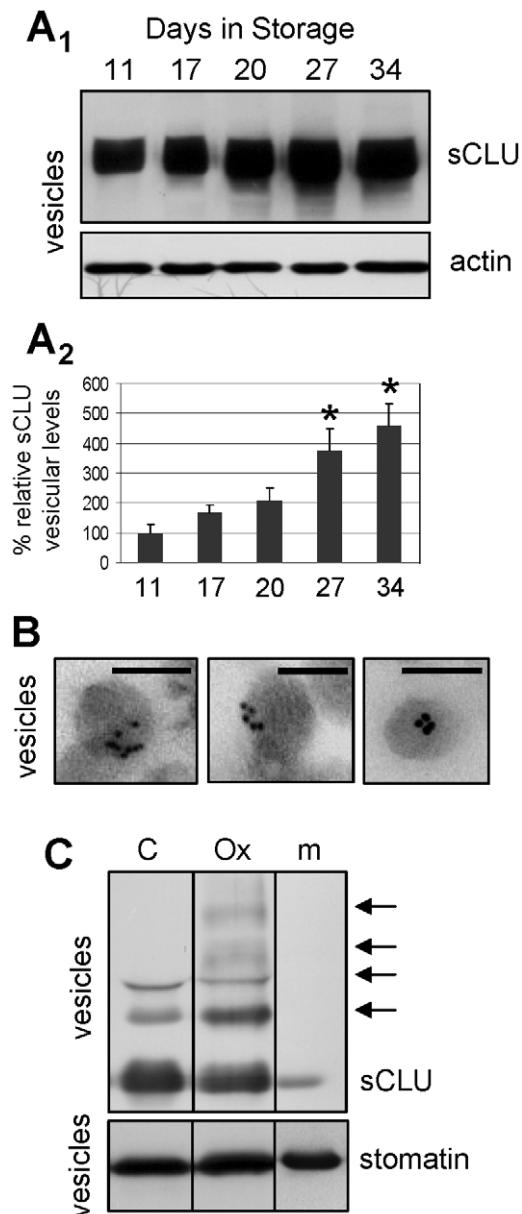 A1
Days in Storage
11 17 20 27 34
vesicles
sCLU
actin
A2
% relative sCLU
vesicular levels
600
500
400
300
200
100
0
*
*
11 17 20 27 34
B
vesicles
C
C Ox m
vesicles
sCLU
vesicles
stomatin